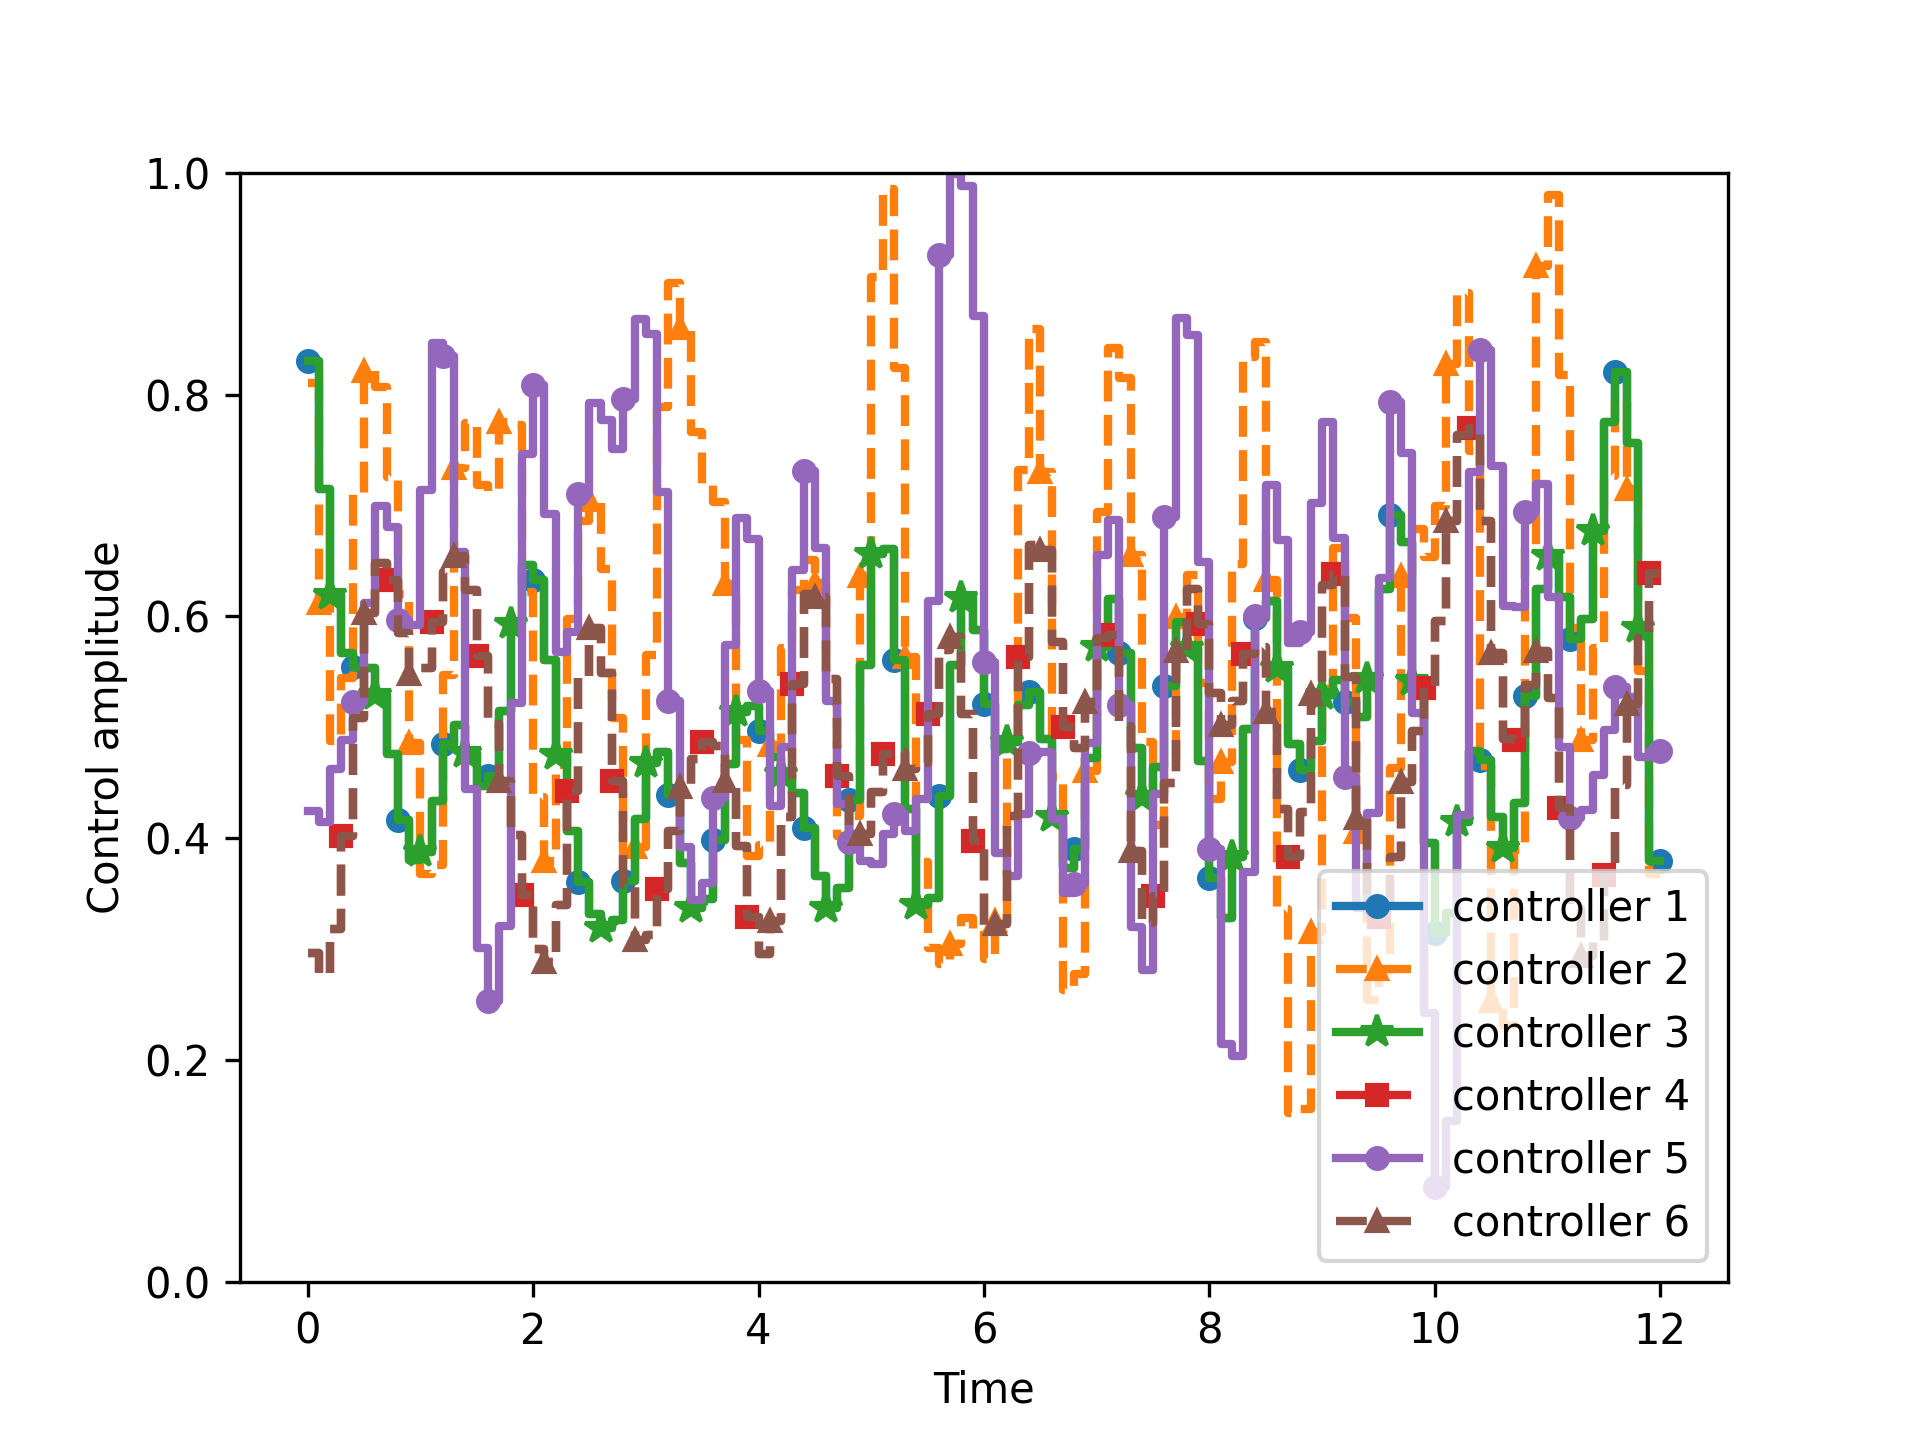 1.0
0.8
0.6
0.4
0.2
0.0
Control amplitude
0 2 4 6 8 10 12
Time
controller 1
controller 2
controller 3
controller 4
controller 5
controller 6